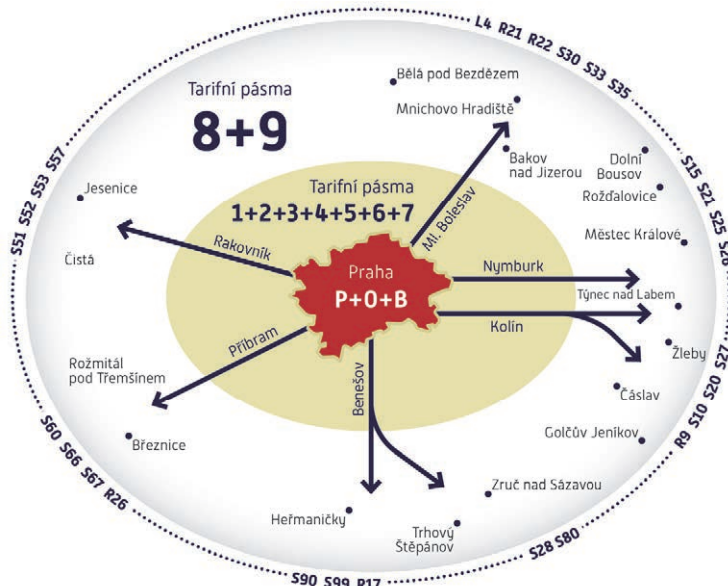 L4 R21 R22 S30 S33 S35
Tarifní pásma
8+9
Bělá pod Bezdězem
Mnichovo Hradiště
Bakov
nad Jizerou
Dolní
Bousov
Rožďalovice
S15 S21 S25 S26
S51 S52 S53 S57
Jesenice
Tarifní pásma
1+2+3+4+5+6+7
Ml. Boleslav
Městec Králové
Čistá
Rakovník
Praha
P+0+B
Nymburk
Týnec nad Labem
Kolín
Žleby
Příbram
Rožmitál
pod Třemšínem
Benešov
Čáslav
R9 S10 S20 S27
Březnice
Golčův Jeníkov
S60 S66 S67 R26
Zruč nad Sázavou
Heřmaničky
Trhový
Štěpánov
S28 S80
S90 S99 R17